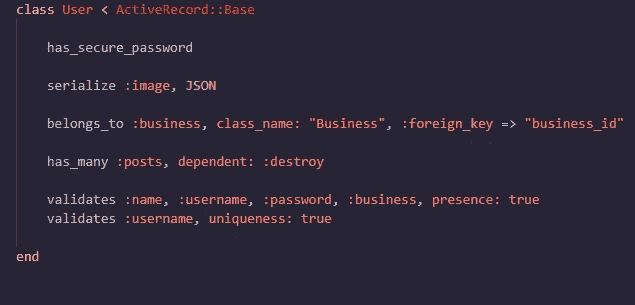 class User < ActiveRecord::Base
has_secure_password
serialize :image, JSON
belongs_to :business, class_name: "Business", :foreign_key => "business_id"
has_many :posts, dependent: :destroy
validates :name, :username, :password, :business, presence: true
validates :username, uniqueness: true
end